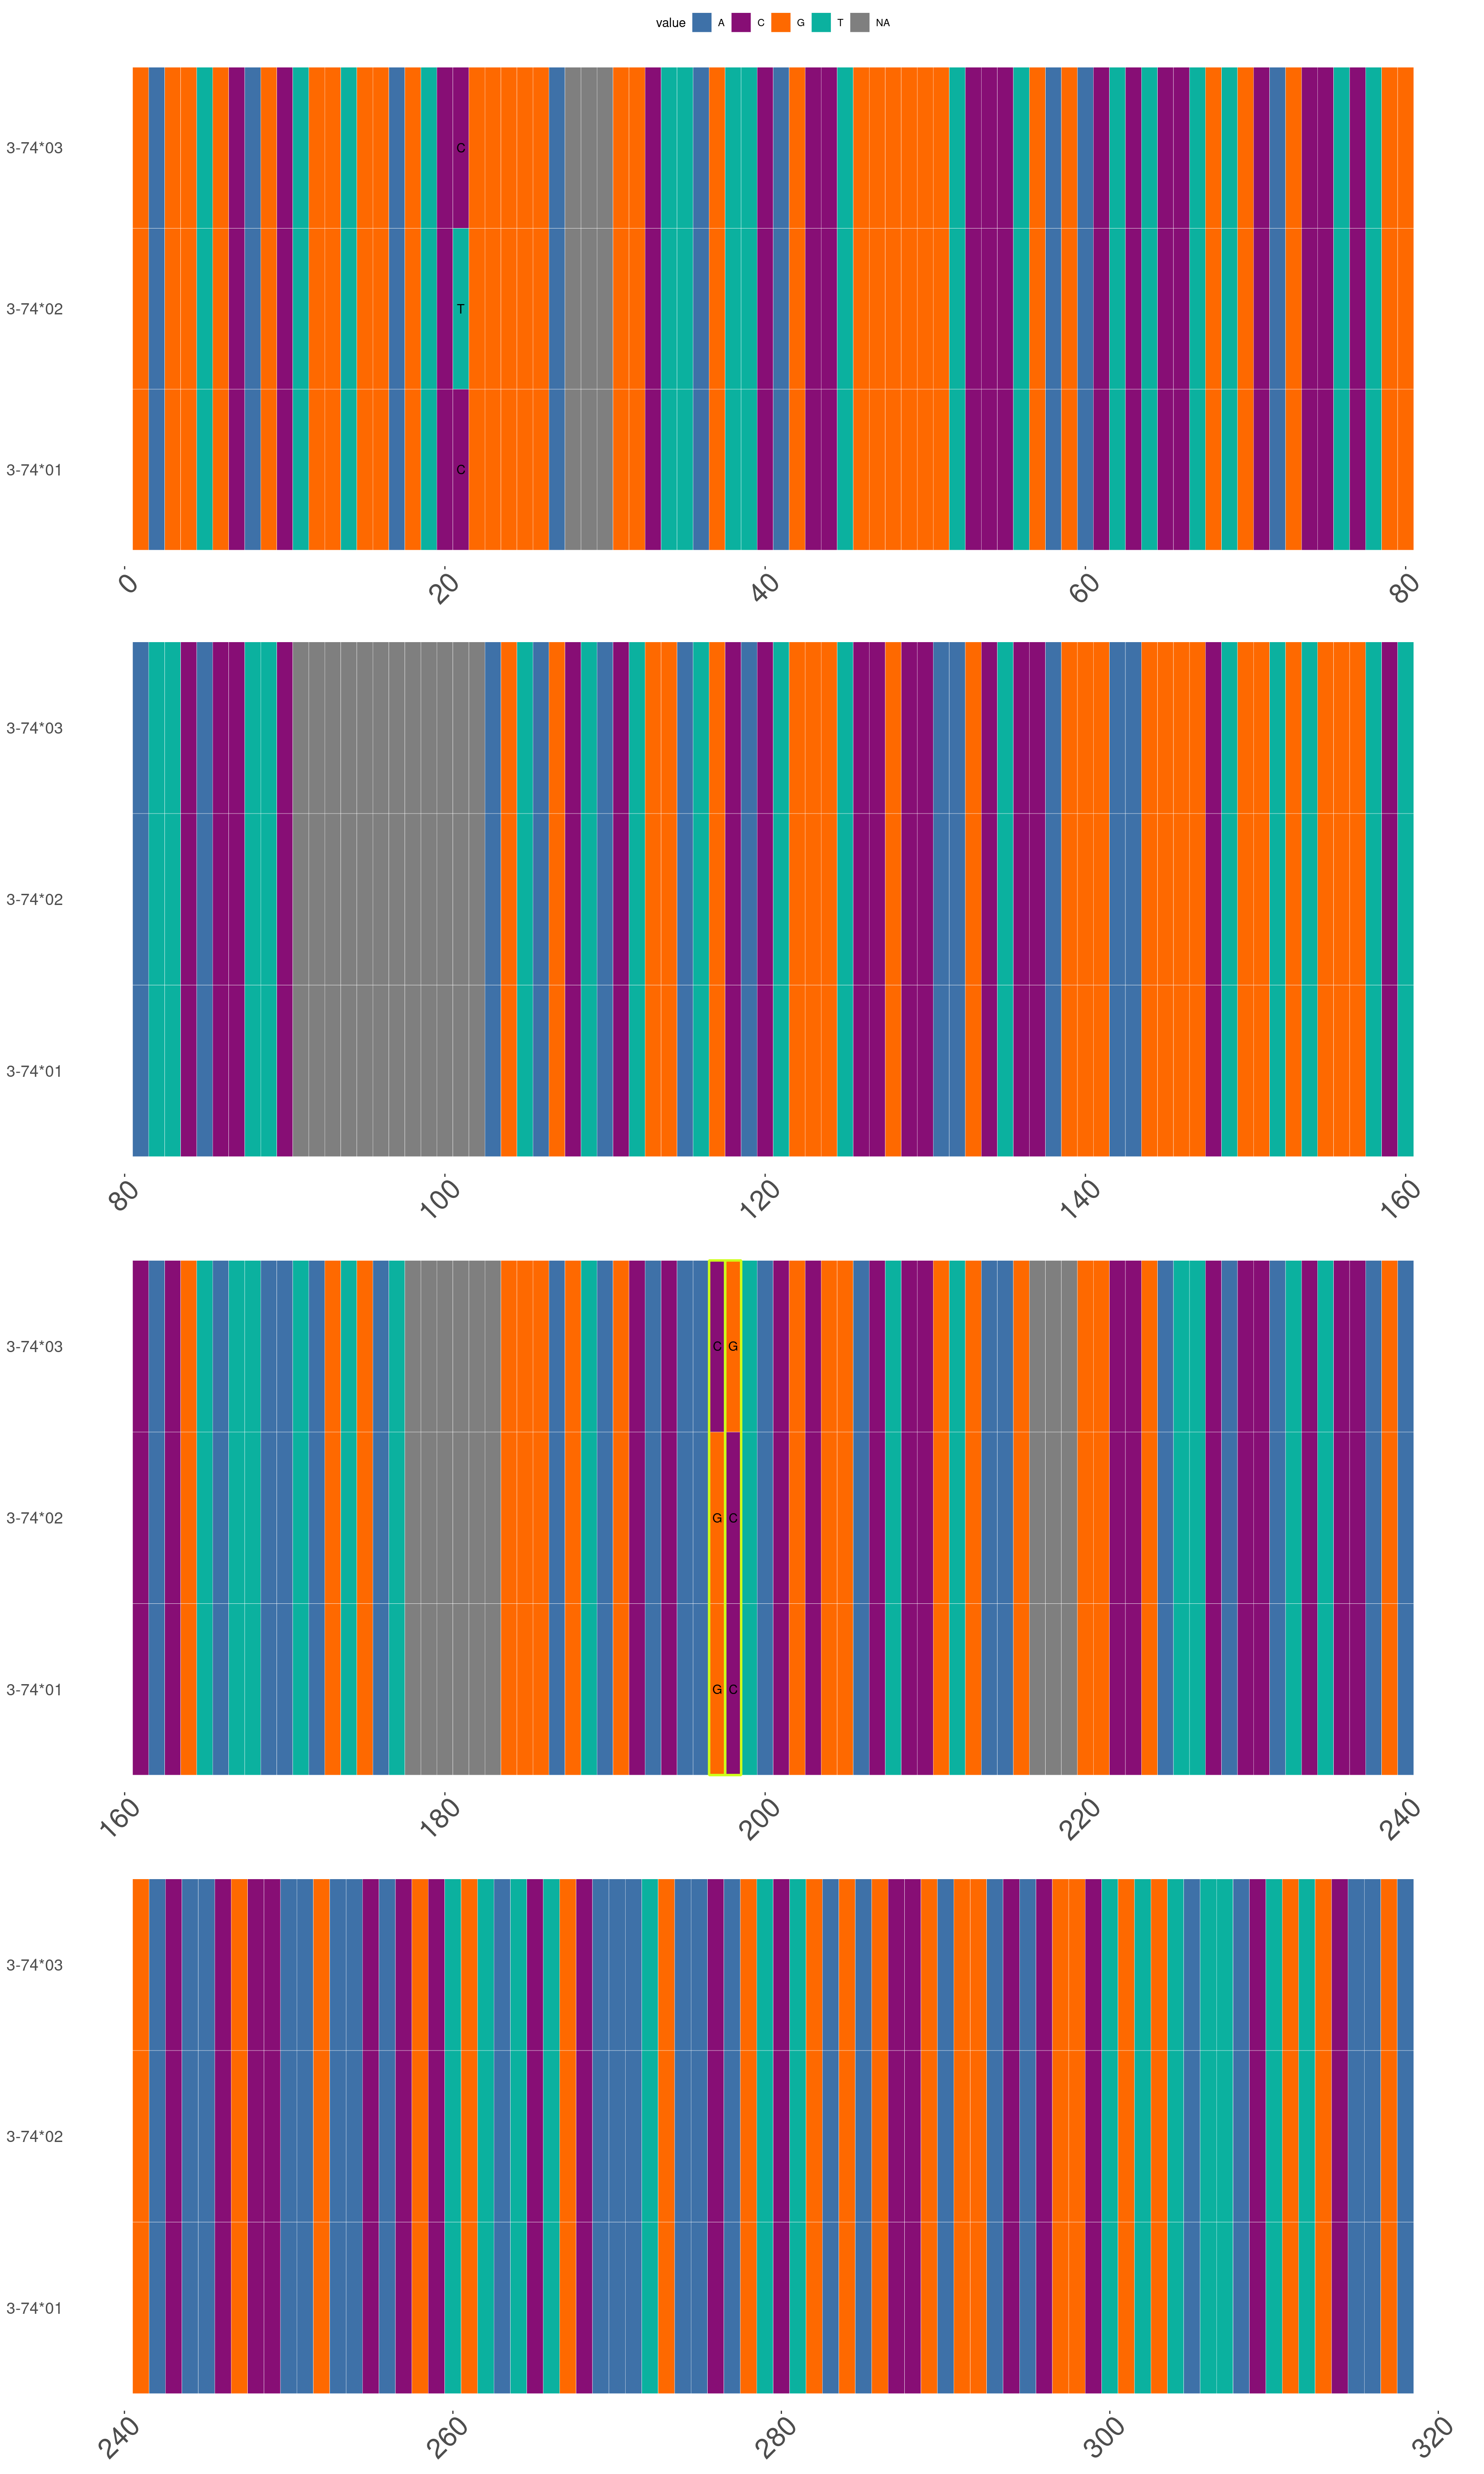 value A C G T NA
3-74*03 C
3-74*02 T
3-74*01 C
0 20 40 60 80
3-74*03
3-74*02
3-74*01
80 100 120 140 160
3-74*03 C G
3-74*02 G C
3-74*01 G C
160 180 200 220 240
3-74*03
3-74*02
3-74*01
240 260 280 300 320